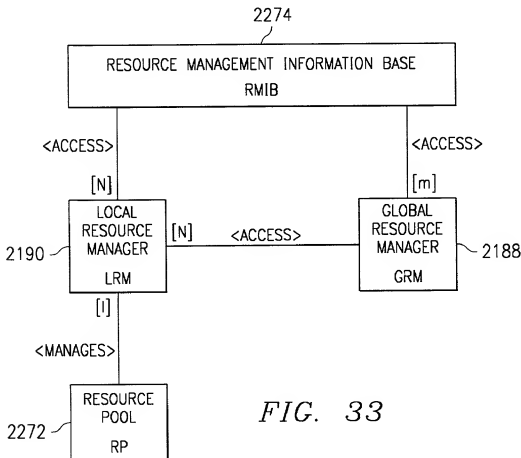 2274
RESOURCE MANAGEMENT INFORMATION BASE
RMIB
<ACCESS>
<ACCESS>
[N]
[m]
LOCAL
RESOURCE
MANAGER
LRM
[N]
<ACCESS>
GLOBAL
RESOURCE
MANAGER
GRM
2190
2188
[I]
<MANAGES>
RESOURCE
POOL
RP
2272
FIG. 33